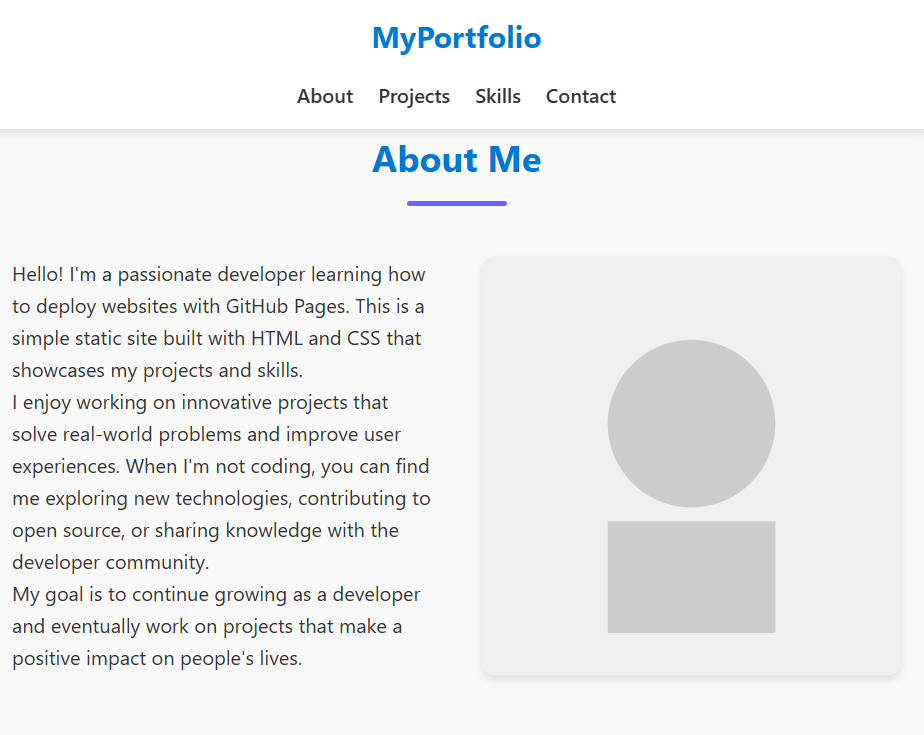 MyPortfolio
About Projects Skills Contact
About Me
Hello! I'm a passionate developer learning how
to deploy websites with GitHub Pages. This is a
simple static site built with HTML and CSS that
showcases my projects and skills.
I enjoy working on innovative projects that
solve real-world problems and improve user
experiences. When I'm not coding, you can find
me exploring new technologies, contributing to
open source, or sharing knowledge with the
developer community.
My goal is to continue growing as a developer
and eventually work on projects that make a
positive impact on people's lives.